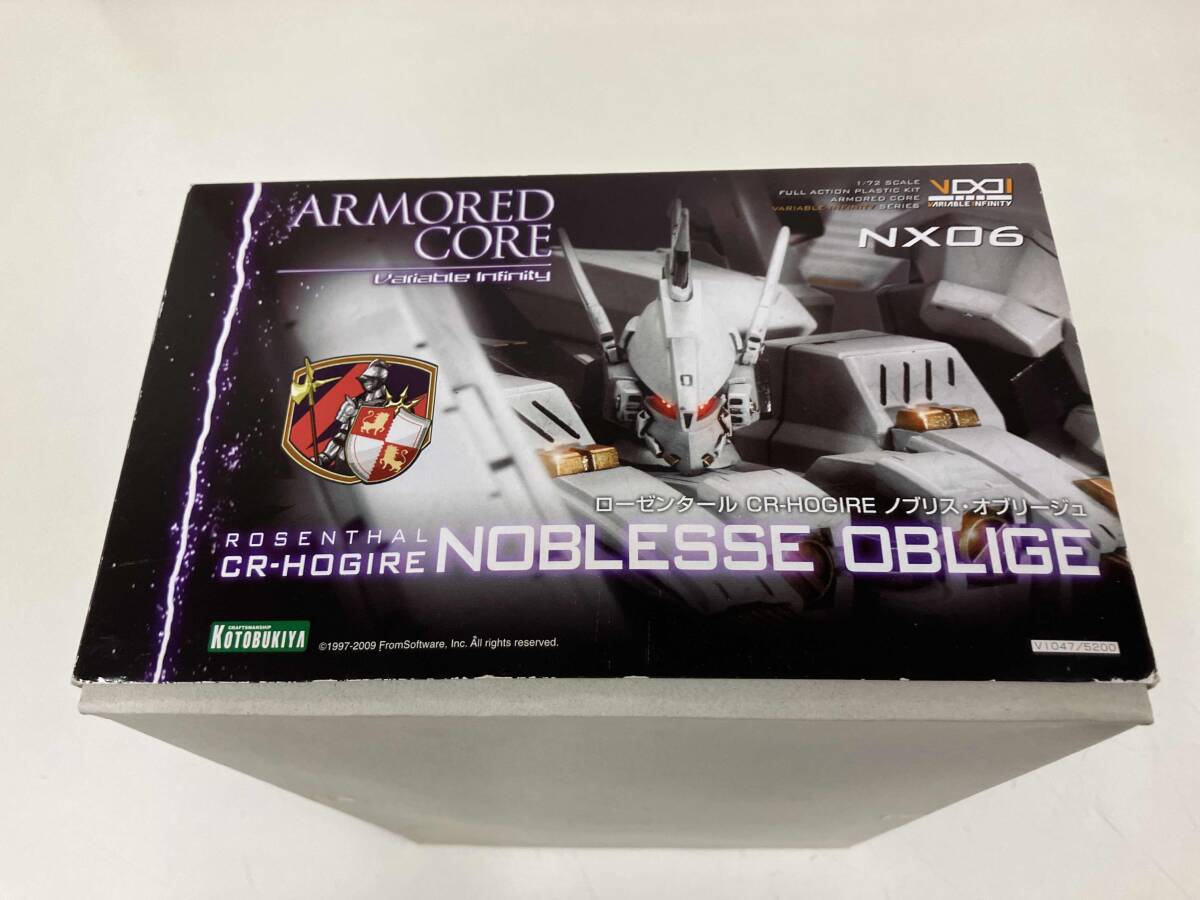 ARMORED
CORE
Variable Infinity
1/72 SCALE
FULL ACTION PLASTIC KIT
ARMORED CORE
VARIABLE INFINITY SERIES
VARIABLE INFINITY
NX06
ローゼンタール CR-HOGIRE ノブリス・オブリージュ
ROSENTHAL
CR-HOGIRE NOBLESSE OBLIGE
CRAFTSMANSHIP
KOTOBUKIYA
©1997-2009 FromSoftware, Inc. All rights reserved.
VI047/5200